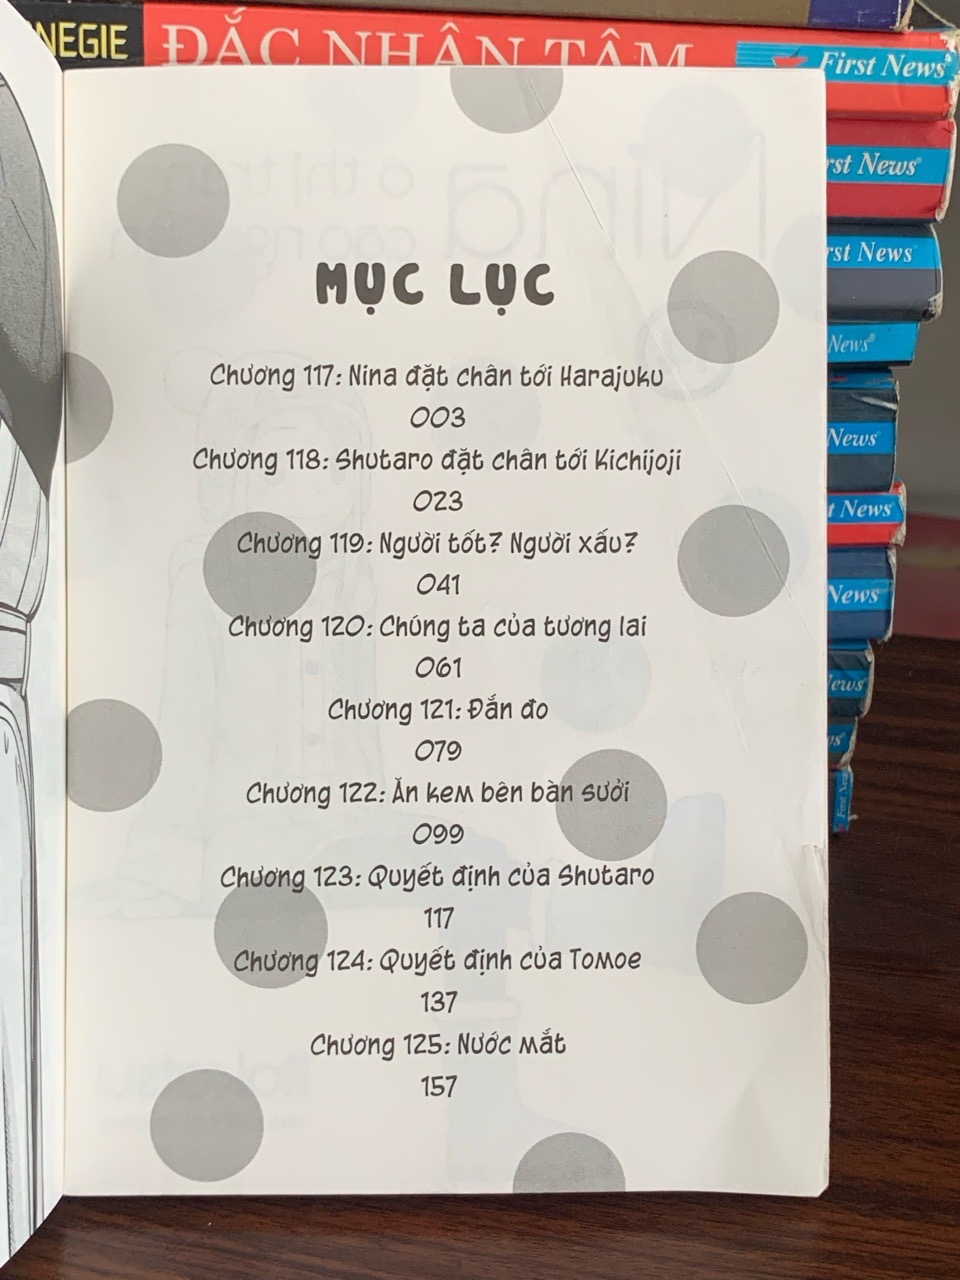 NEGIE
ĐẮC NHÂN TÂM
First News
rst News
rst News
News
News
t News
News
News
First News
MỤC LỤC
Chương 117: Nina đặt chân tới Harajuku
003
Chương 118: Shutaro đặt chân tới Kichijoji
023
Chương 119: Người tốt? Người xấu?
041
Chương 120: Chúng ta của tương lai
061
Chương 121: Đắn đo
079
Chương 122: Ăn kem bên bàn sưởi
099
Chương 123: Quyết định của Shutaro
117
Chương 124: Quyết định của Tomoe
137
Chương 125: Nước mắt
157